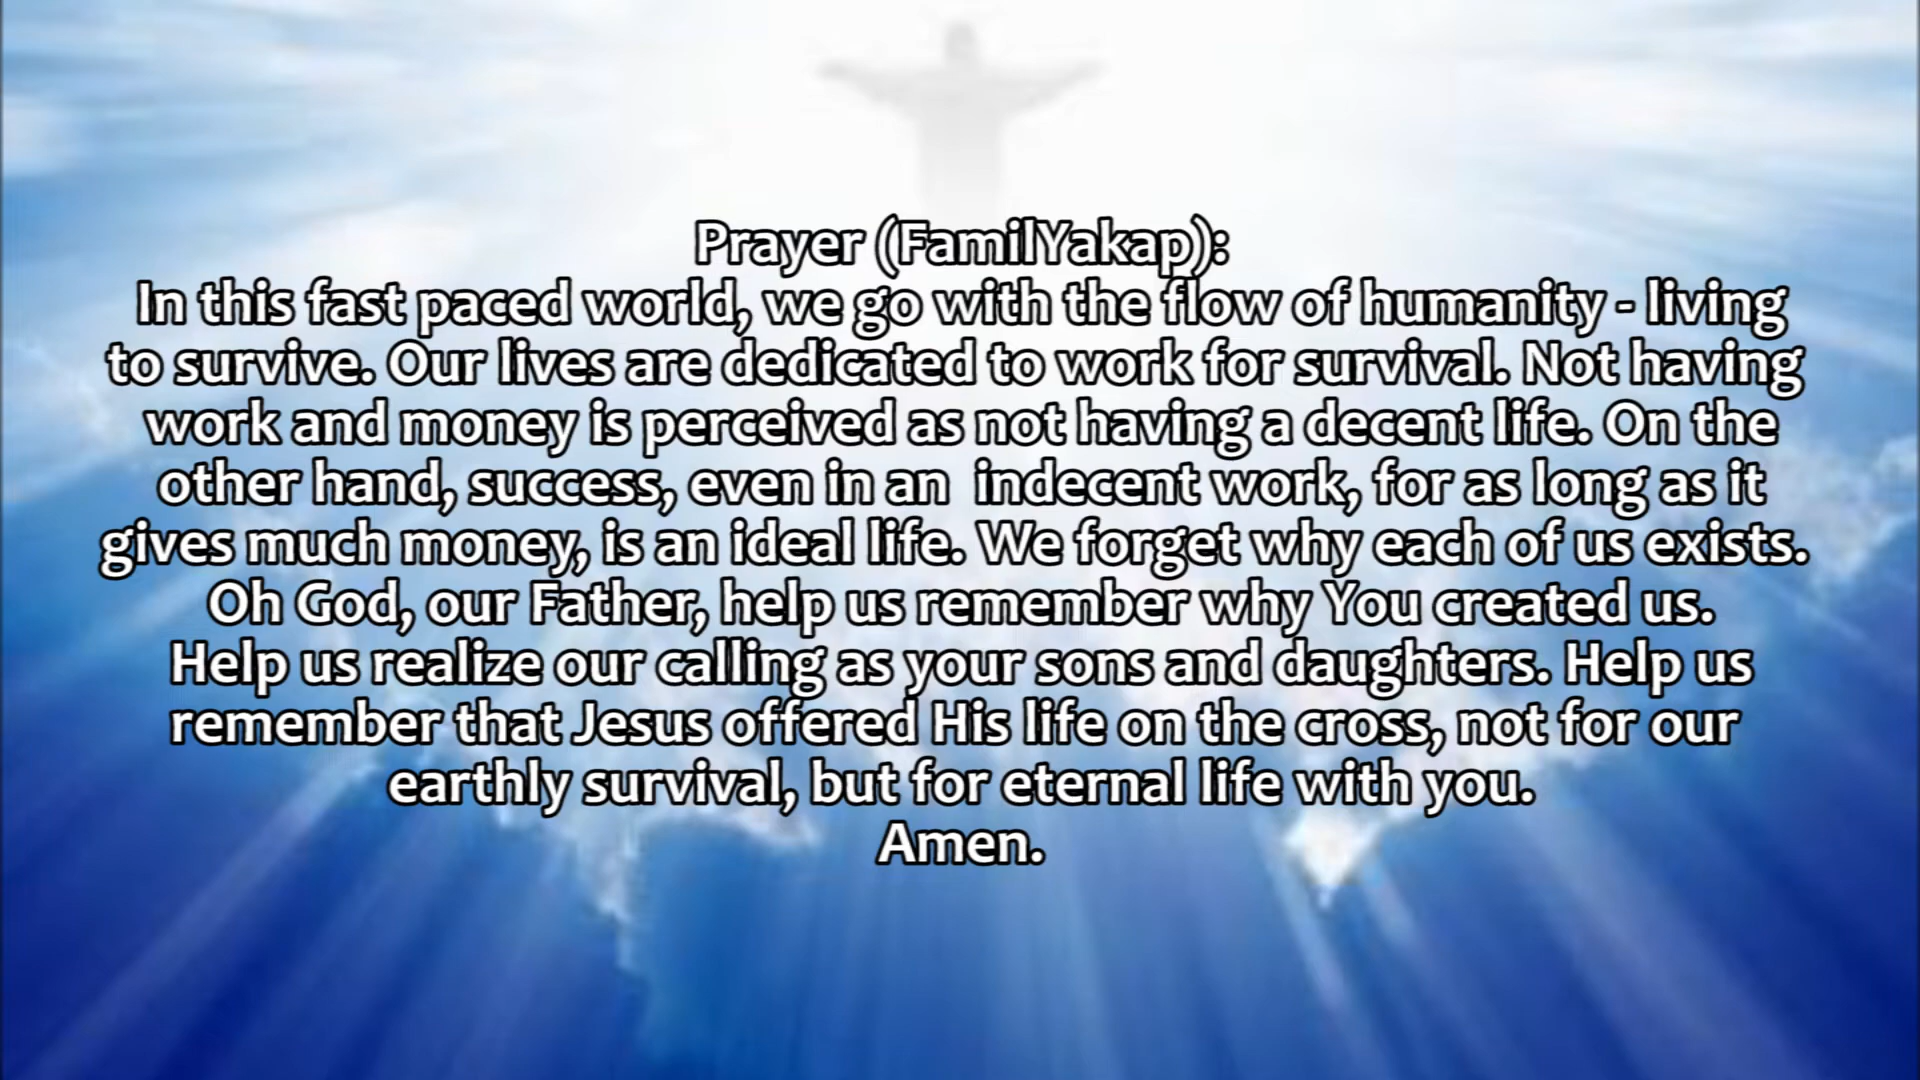 Prayer (FamilYakap):
In this fast paced world, we go with the flow of humanity - living
to survive. Our lives are dedicated to work for survival. Not having
work and money is perceived as not having a decent life. On the
other hand, success, even in an  indecent work, for as long as it
gives much money, is an ideal life. We forget why each of us exists.
Oh God, our Father, help us remember why You created us.
Help us realize our calling as your sons and daughters. Help us
remember that Jesus offered His life on the cross, not for our
earthly survival, but for eternal life with you.
Amen.